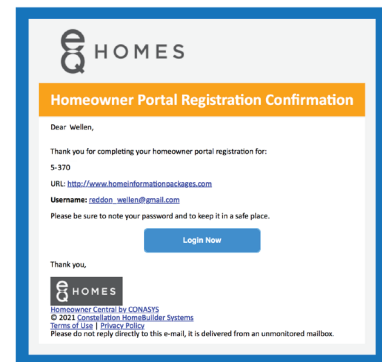 eQ HOMES
Homeowner Portal Registration Confirmation
Dear Wellen,
Thank you for completing your homeowner portal registration for:
5-370
URL: http://www.homeinformationpackages.com
Username: reddon_wellen@gmail.com
Please be sure to note your password and to keep it in a safe place.
Login Now
Thank you,
eQ HOMES
Homeowner Central by CONASYS
© 2021 Constellation HomeBuilder Systems
Terms of Use | Privacy Policy
Please do not reply directly to this e-mail, it is delivered from an unmonitored mailbox.